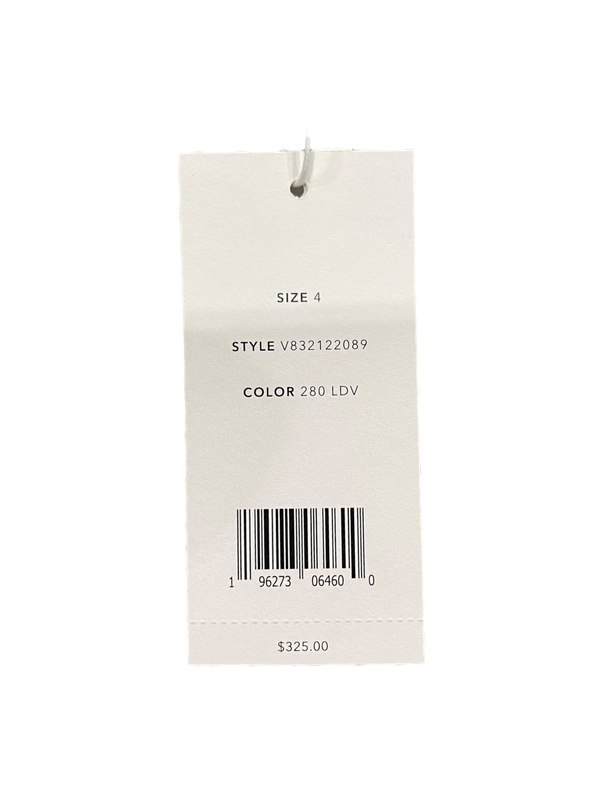 SIZE 4
STYLE V832122089
COLOR 280 LDV
1 96273 06460 0
$325.00